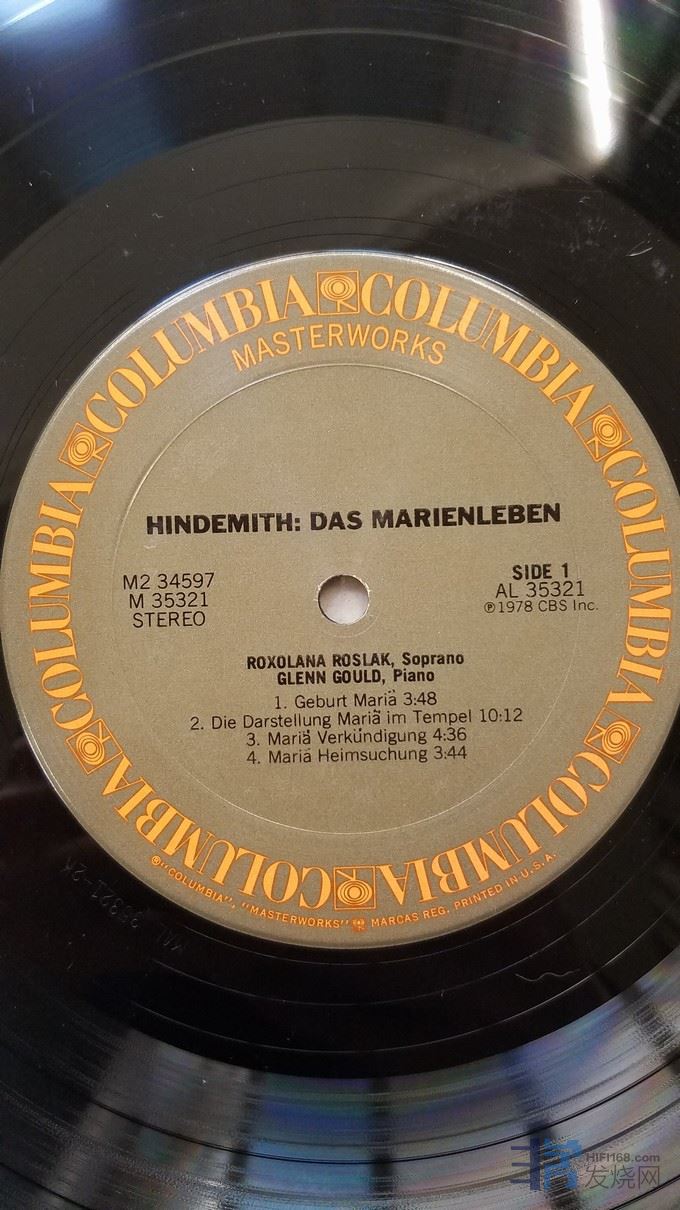 COLUMBIA COLUMBIA COLUMBIA COLUMBIA COLUMBIA COLUMBIA
MASTERWORKS
HINDEMITH: DAS MARIENLEBEN
M2 34597
M 35321
STEREO
SIDE 1
AL 35321
℗1978 CBS Inc.
ROXOLANA ROSLAK, Soprano
GLENN GOULD, Piano
1. Geburt Mariä 3:48
2. Die Darstellung Mariä im Tempel 10:12
3. Mariä Verkündigung 4:36
4. Mariä Heimsuchung 3:44
®"COLUMBIA", "MASTERWORKS" MARCAS REG. PRINTED IN U.S.A.
HIFI168.com
发烧网